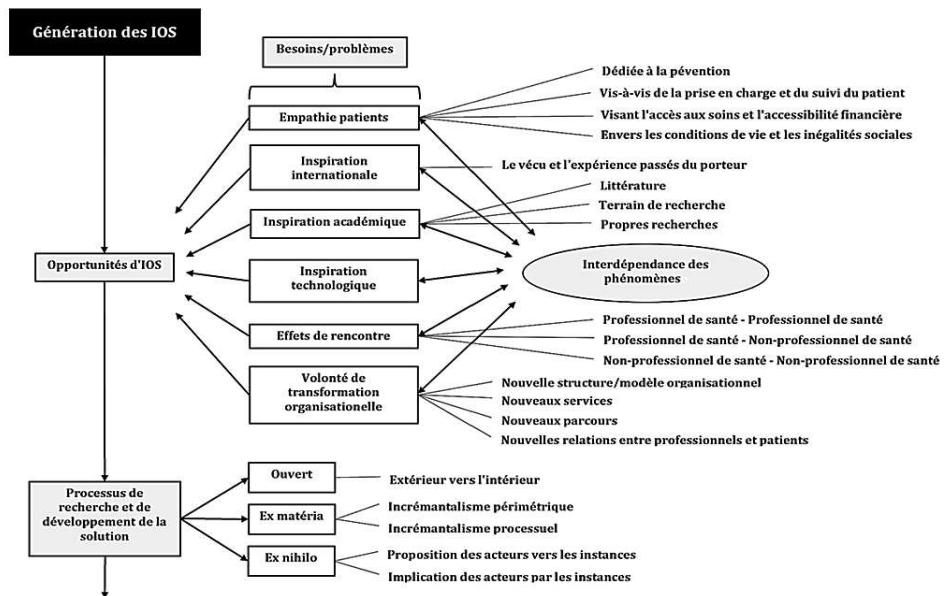 Génération des IOS
Besoins/problèmes
Dédiée à la pévention
Vis-à-vis de la prise en charge et du suivi du patient
Empathie patients
Visant l'accès aux soins et l'accessibilité financière
Envers les conditions de vie et les inégalités sociales
Inspiration
internationale
Le vécu et l'expérience passés du porteur
Inspiration académique
Littérature
Terrain de recherche
Propres recherches
Opportunités d'IOS
Inspiration
technologique
Interdépendance des
phénomènes
Effets de rencontre
Professionnel de santé - Professionnel de santé
Professionnel de santé - Non-professionnel de santé
Non-professionnel de santé - Non-professionnel de santé
Volonté de
transformation
organisationelle
Nouvelle structure/modèle organisationnel
Nouveaux services
Nouveaux parcours
Nouvelles relations entre professionnels et patients
Processus de
recherche et de
développement de la
solution
Ouvert
Extérieur vers l'intérieur
Ex matéria
Incrémantalisme périmétrique
Incrémantalisme processuel
Ex nihilo
Proposition des acteurs vers les instances
Implication des acteurs par les instances